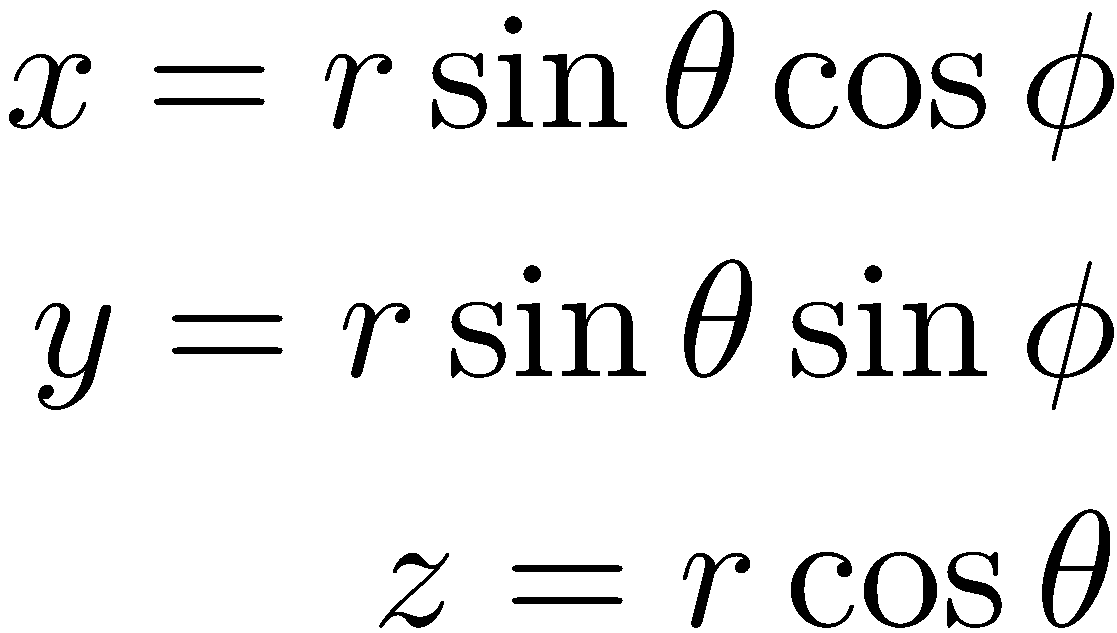 x = r sin θ cos ϕ
y = r sin θ sin ϕ
z = r cos θ